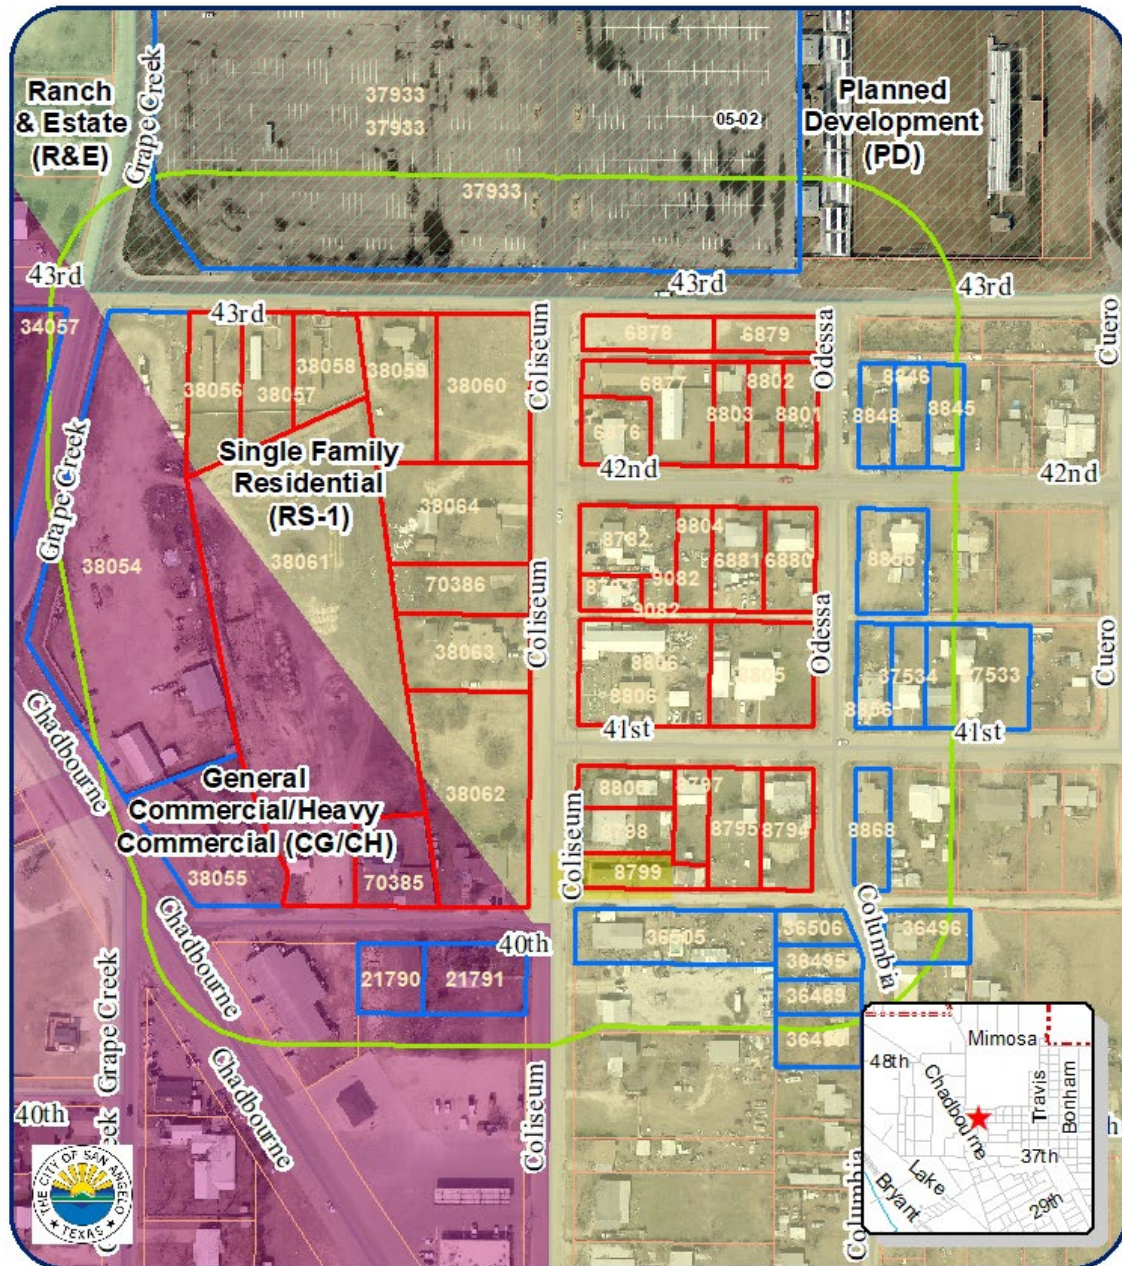 Ranch
& Estate
(R&E)
Grape Creek
37933
37933
05-02
Planned
Development
(PD)
37933
43rd
43rd
43rd
43rd
34057
38056
38057
38058
38059
38060
Coliseum
6878
6879
Odessa
Cuero
6877
8802
6876
8803
8801
8846
8848
8845
42nd
42nd
Single Family
Residential
(RS-1)
Grape Creek
38054
38061
38064
70386
38063
38062
Coliseum
8782
8804
9082
6881
6880
9082
8806
8806
8805
Odessa
41st
37534
Cuero
41st
Chadbourne
General
Commercial/Heavy
Commercial (CG/CH)
38055
70385
Coliseum
8797
8798
8795
8794
8799
8868
Columbia
Chadbourne
40th
36505
36506
36496
36489
21790
21791
Grape Creek
Chadbourne
40th
Coliseum
Columbia
THE CITY OF SAN ANGELO
TEXAS
Mimosa
48th
Chadbourne
Travis
Bonham
37th
Lake
Bryant
29th